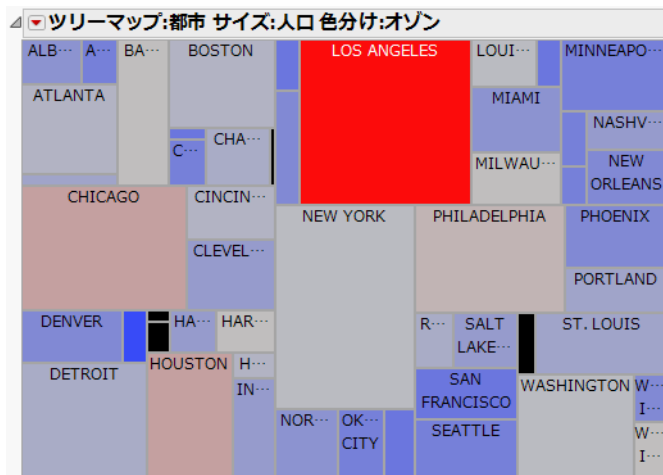 ツリーマップ:都市 サイズ:人口 色分け:オゾン
ALB… A… BA… BOSTON LOS ANGELES LOUI… MINNEAPO…
ATLANTA
MIAMI
C… CHA…
NASHV…
MILWAU…
NEW
ORLEANS
CHICAGO CINCIN…
NEW YORK PHILADELPHIA PHOENIX
CLEVEL…
PORTLAND
DENVER HA… HAR…
R… SALT
LAKE…
ST. LOUIS
HOUSTON H…
DETROIT
IN…
SAN
FRANCISCO
WASHINGTON W…
I…
NOR… OK…
CITY
SEATTLE
W…
I…